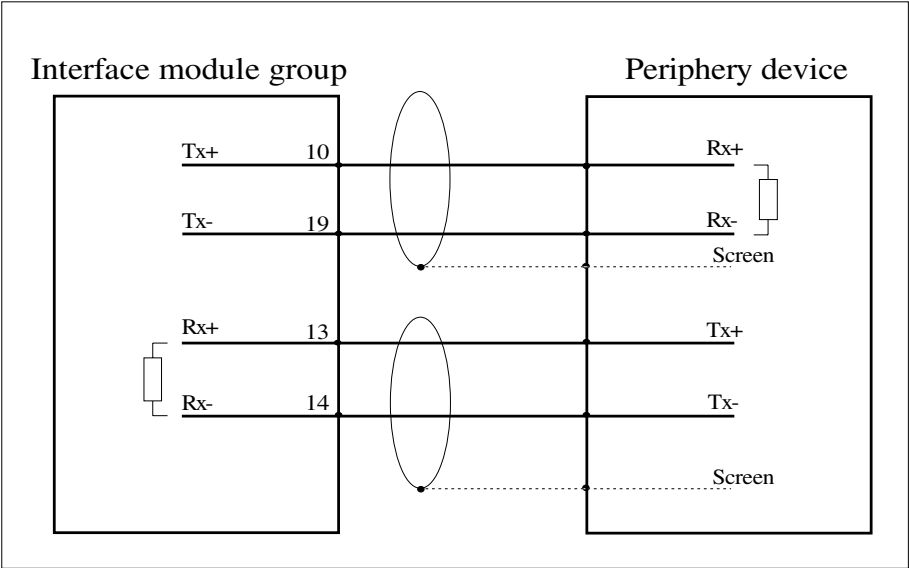 Interface module group
Periphery device
Tx+ 10 Rx+
Tx- 19 Rx-
Screen
Rx+ 13 Tx+
Rx- 14 Tx-
Screen